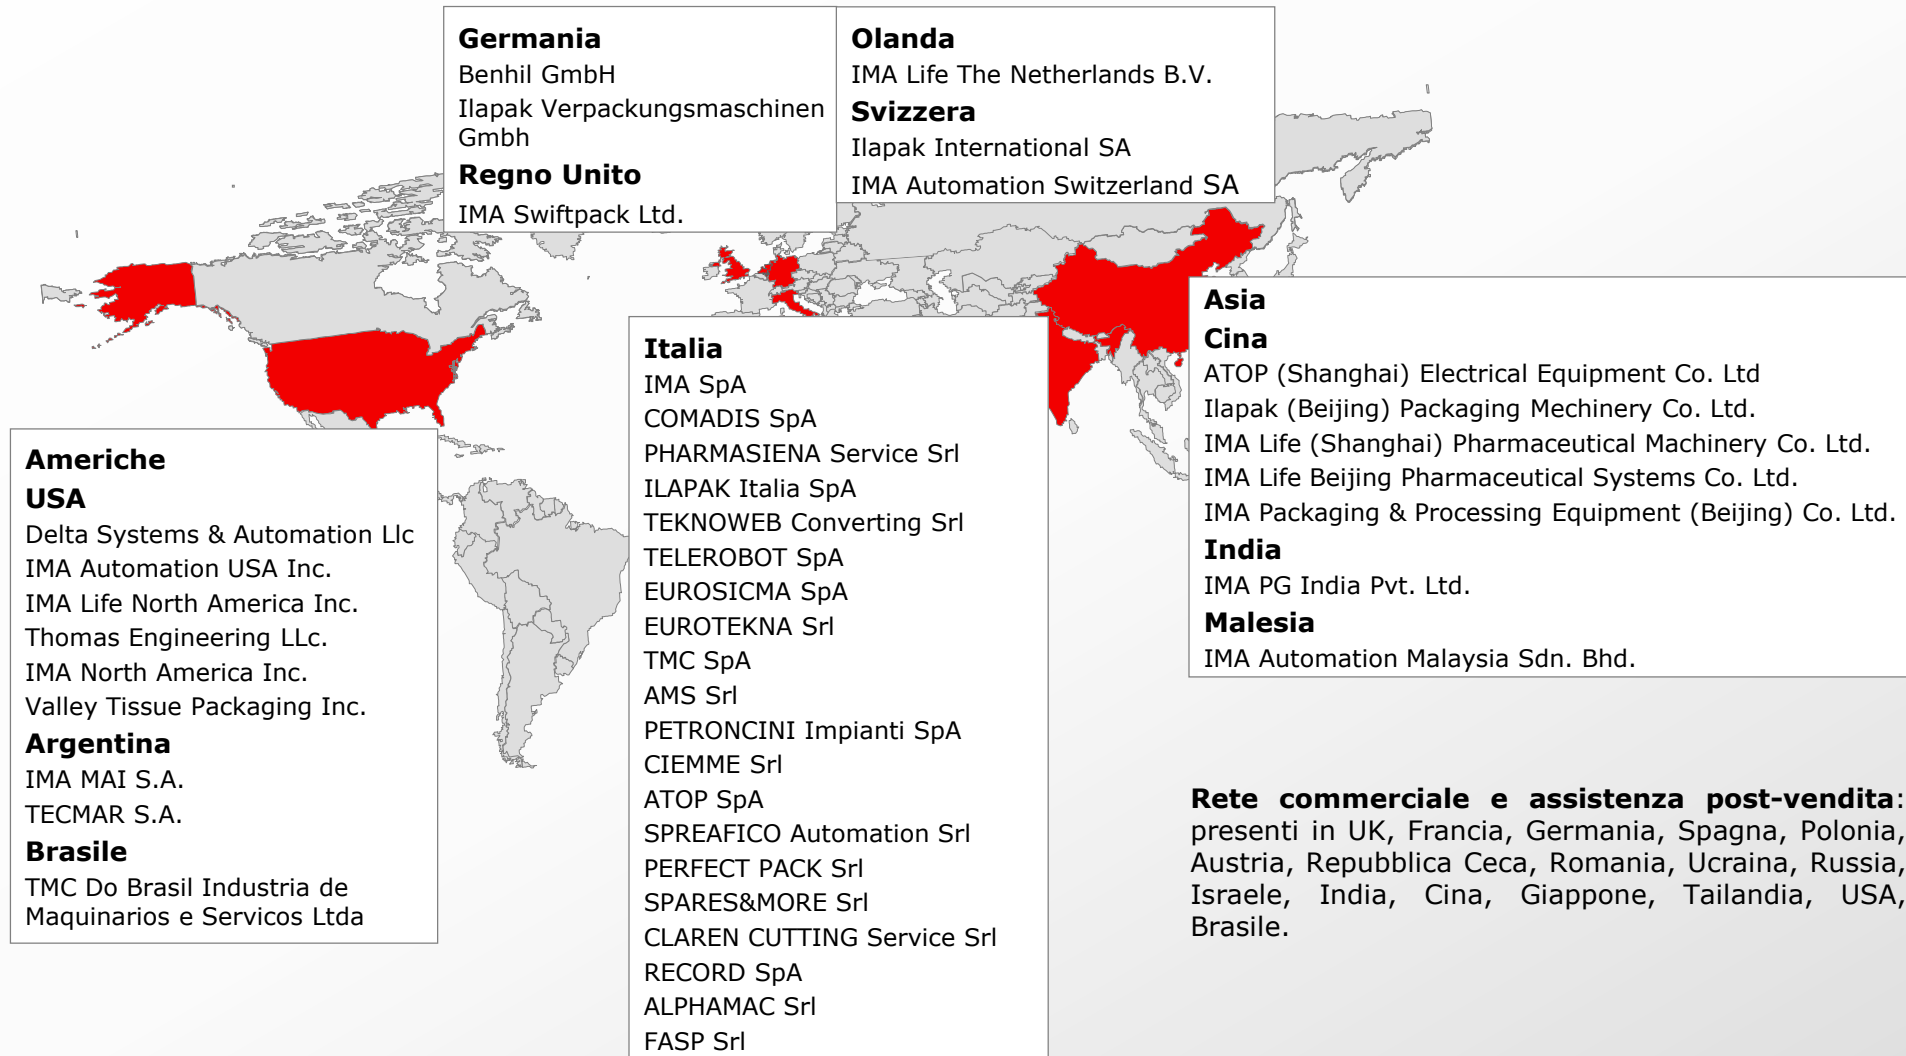 Germania
Benhil GmbH
Ilapak Verpackungsmaschinen
Gmbh
Regno Unito
IMA Swiftpack Ltd.
Olanda
IMA Life The Netherlands B.V.
Svizzera
Ilapak International SA
IMA Automation Switzerland SA
Americhe
USA
Delta Systems & Automation Llc
IMA Automation USA Inc.
IMA Life North America Inc.
Thomas Engineering LLc.
IMA North America Inc.
Valley Tissue Packaging Inc.
Argentina
IMA MAI S.A.
TECMAR S.A.
Brasile
TMC Do Brasil Industria de
Maquinarios e Servicos Ltda
Italia
IMA SpA
COMADIS SpA
PHARMASIENA Service Srl
ILAPAK Italia SpA
TEKNOWEB Converting Srl
TELEROBOT SpA
EUROSICMA SpA
EUROTEKNA Srl
TMC SpA
AMS Srl
PETRONCINI Impianti SpA
CIEMME Srl
ATOP SpA
SPREAFICO Automation Srl
PERFECT PACK Srl
SPARES&MORE Srl
CLAREN CUTTING Service Srl
RECORD SpA
ALPHAMAC Srl
FASP Srl
Asia
Cina
ATOP (Shanghai) Electrical Equipment Co. Ltd
Ilapak (Beijing) Packaging Mechinery Co. Ltd.
IMA Life (Shanghai) Pharmaceutical Machinery Co. Ltd.
IMA Life Beijing Pharmaceutical Systems Co. Ltd.
IMA Packaging & Processing Equipment (Beijing) Co. Ltd.
India
IMA PG India Pvt. Ltd.
Malesia
IMA Automation Malaysia Sdn. Bhd.
Rete commerciale e assistenza post-vendita:
presenti in UK, Francia, Germania, Spagna, Polonia,
Austria, Repubblica Ceca, Romania, Ucraina, Russia,
Israele, India, Cina, Giappone, Tailandia, USA,
Brasile.